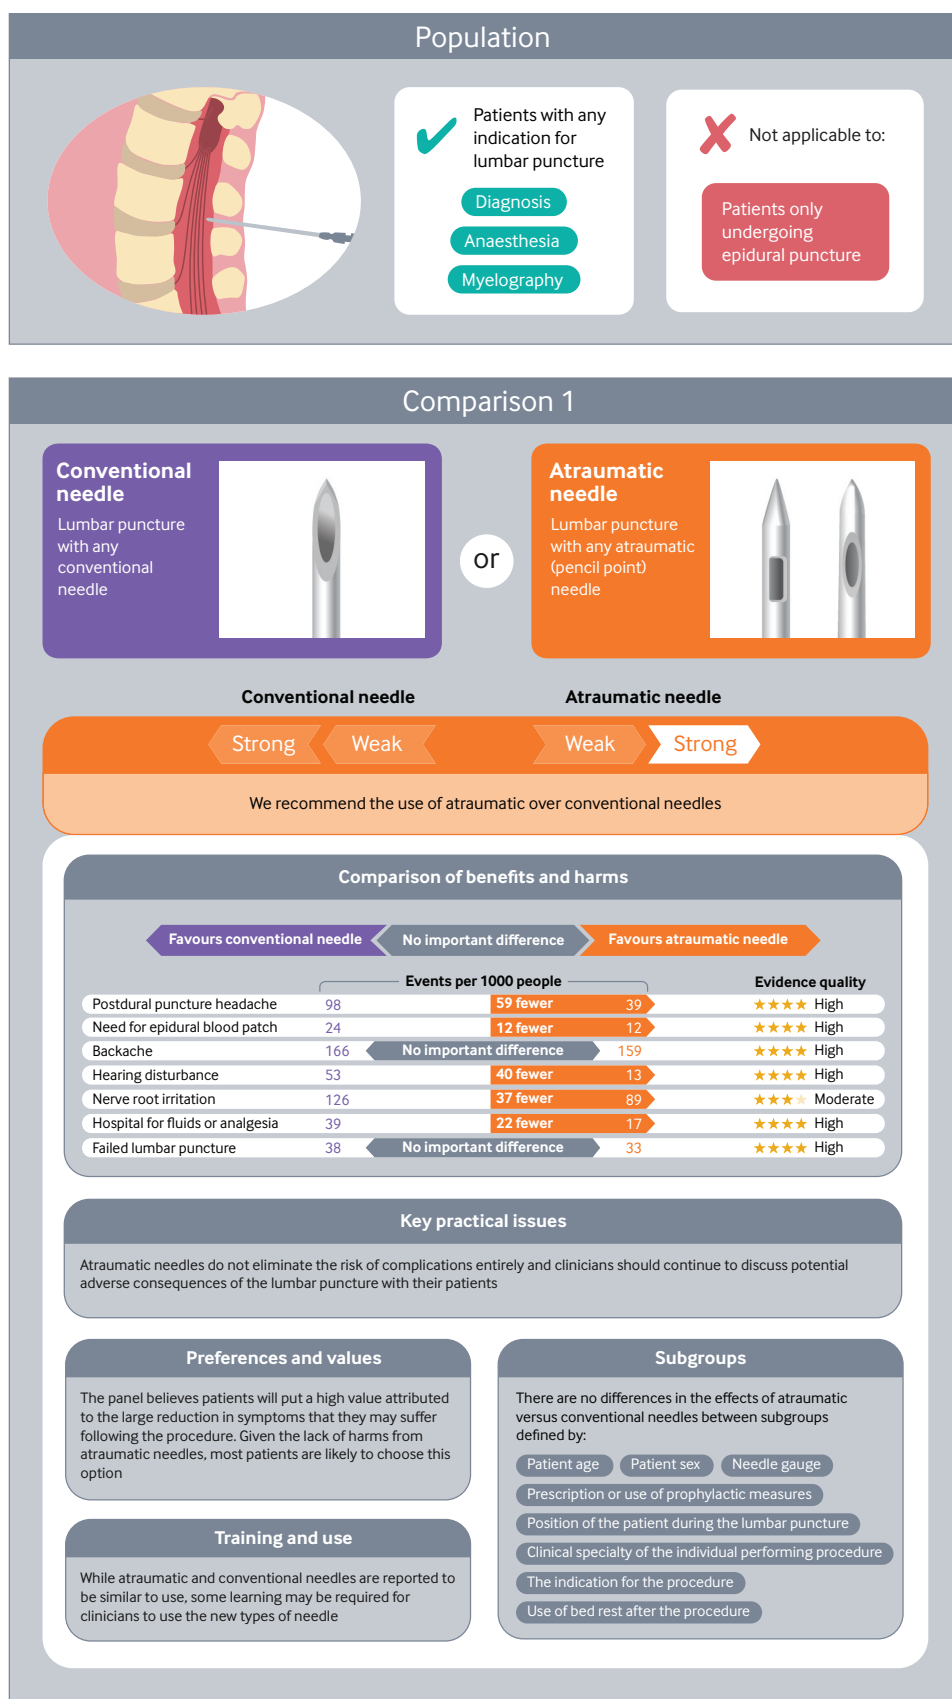 Population
Patients with any
indication for
lumbar puncture
Diagnosis
Anaesthesia
Myelography
Not applicable to:
Patients only
undergoing
epidural puncture
Comparison 1
Conventional
needle
Lumbar puncture
with any
conventional
needle
or
Atraumatic
needle
Lumbar puncture
with any atraumatic
(pencil point)
needle
Conventional needle Atraumatic needle
Strong Weak Weak Strong
We recommend the use of atraumatic over conventional needles
Comparison of benefits and harms
Favours conventional needle No important difference Favours atraumatic needle
Events per 1000 people Evidence quality
Postdural puncture headache 98 59 fewer 39 High
Need for epidural blood patch 24 12 fewer 12 High
Backache 166 No important difference 159 High
Hearing disturbance 53 40 fewer 13 High
Nerve root irritation 126 37 fewer 89 Moderate
Hospital for fluids or analgesia 39 22 fewer 17 High
Failed lumbar puncture 38 No important difference 33 High
Key practical issues
Atraumatic needles do not eliminate the risk of complications entirely and clinicians should continue to discuss potential
adverse consequences of the lumbar puncture with their patients
Preferences and values
The panel believes patients will put a high value attributed
to the large reduction in symptoms that they may suffer
following the procedure. Given the lack of harms from
atraumatic needles, most patients are likely to choose this
option
Training and use
While atraumatic and conventional needles are reported to
be similar to use, some learning may be required for
clinicians to use the new types of needle
Subgroups
There are no differences in the effects of atraumatic
versus conventional needles between subgroups
defined by:
Patient age Patient sex Needle gauge
Prescription or use of prophylactic measures
Position of the patient during the lumbar puncture
Clinical specialty of the individual performing procedure
The indication for the procedure
Use of bed rest after the procedure